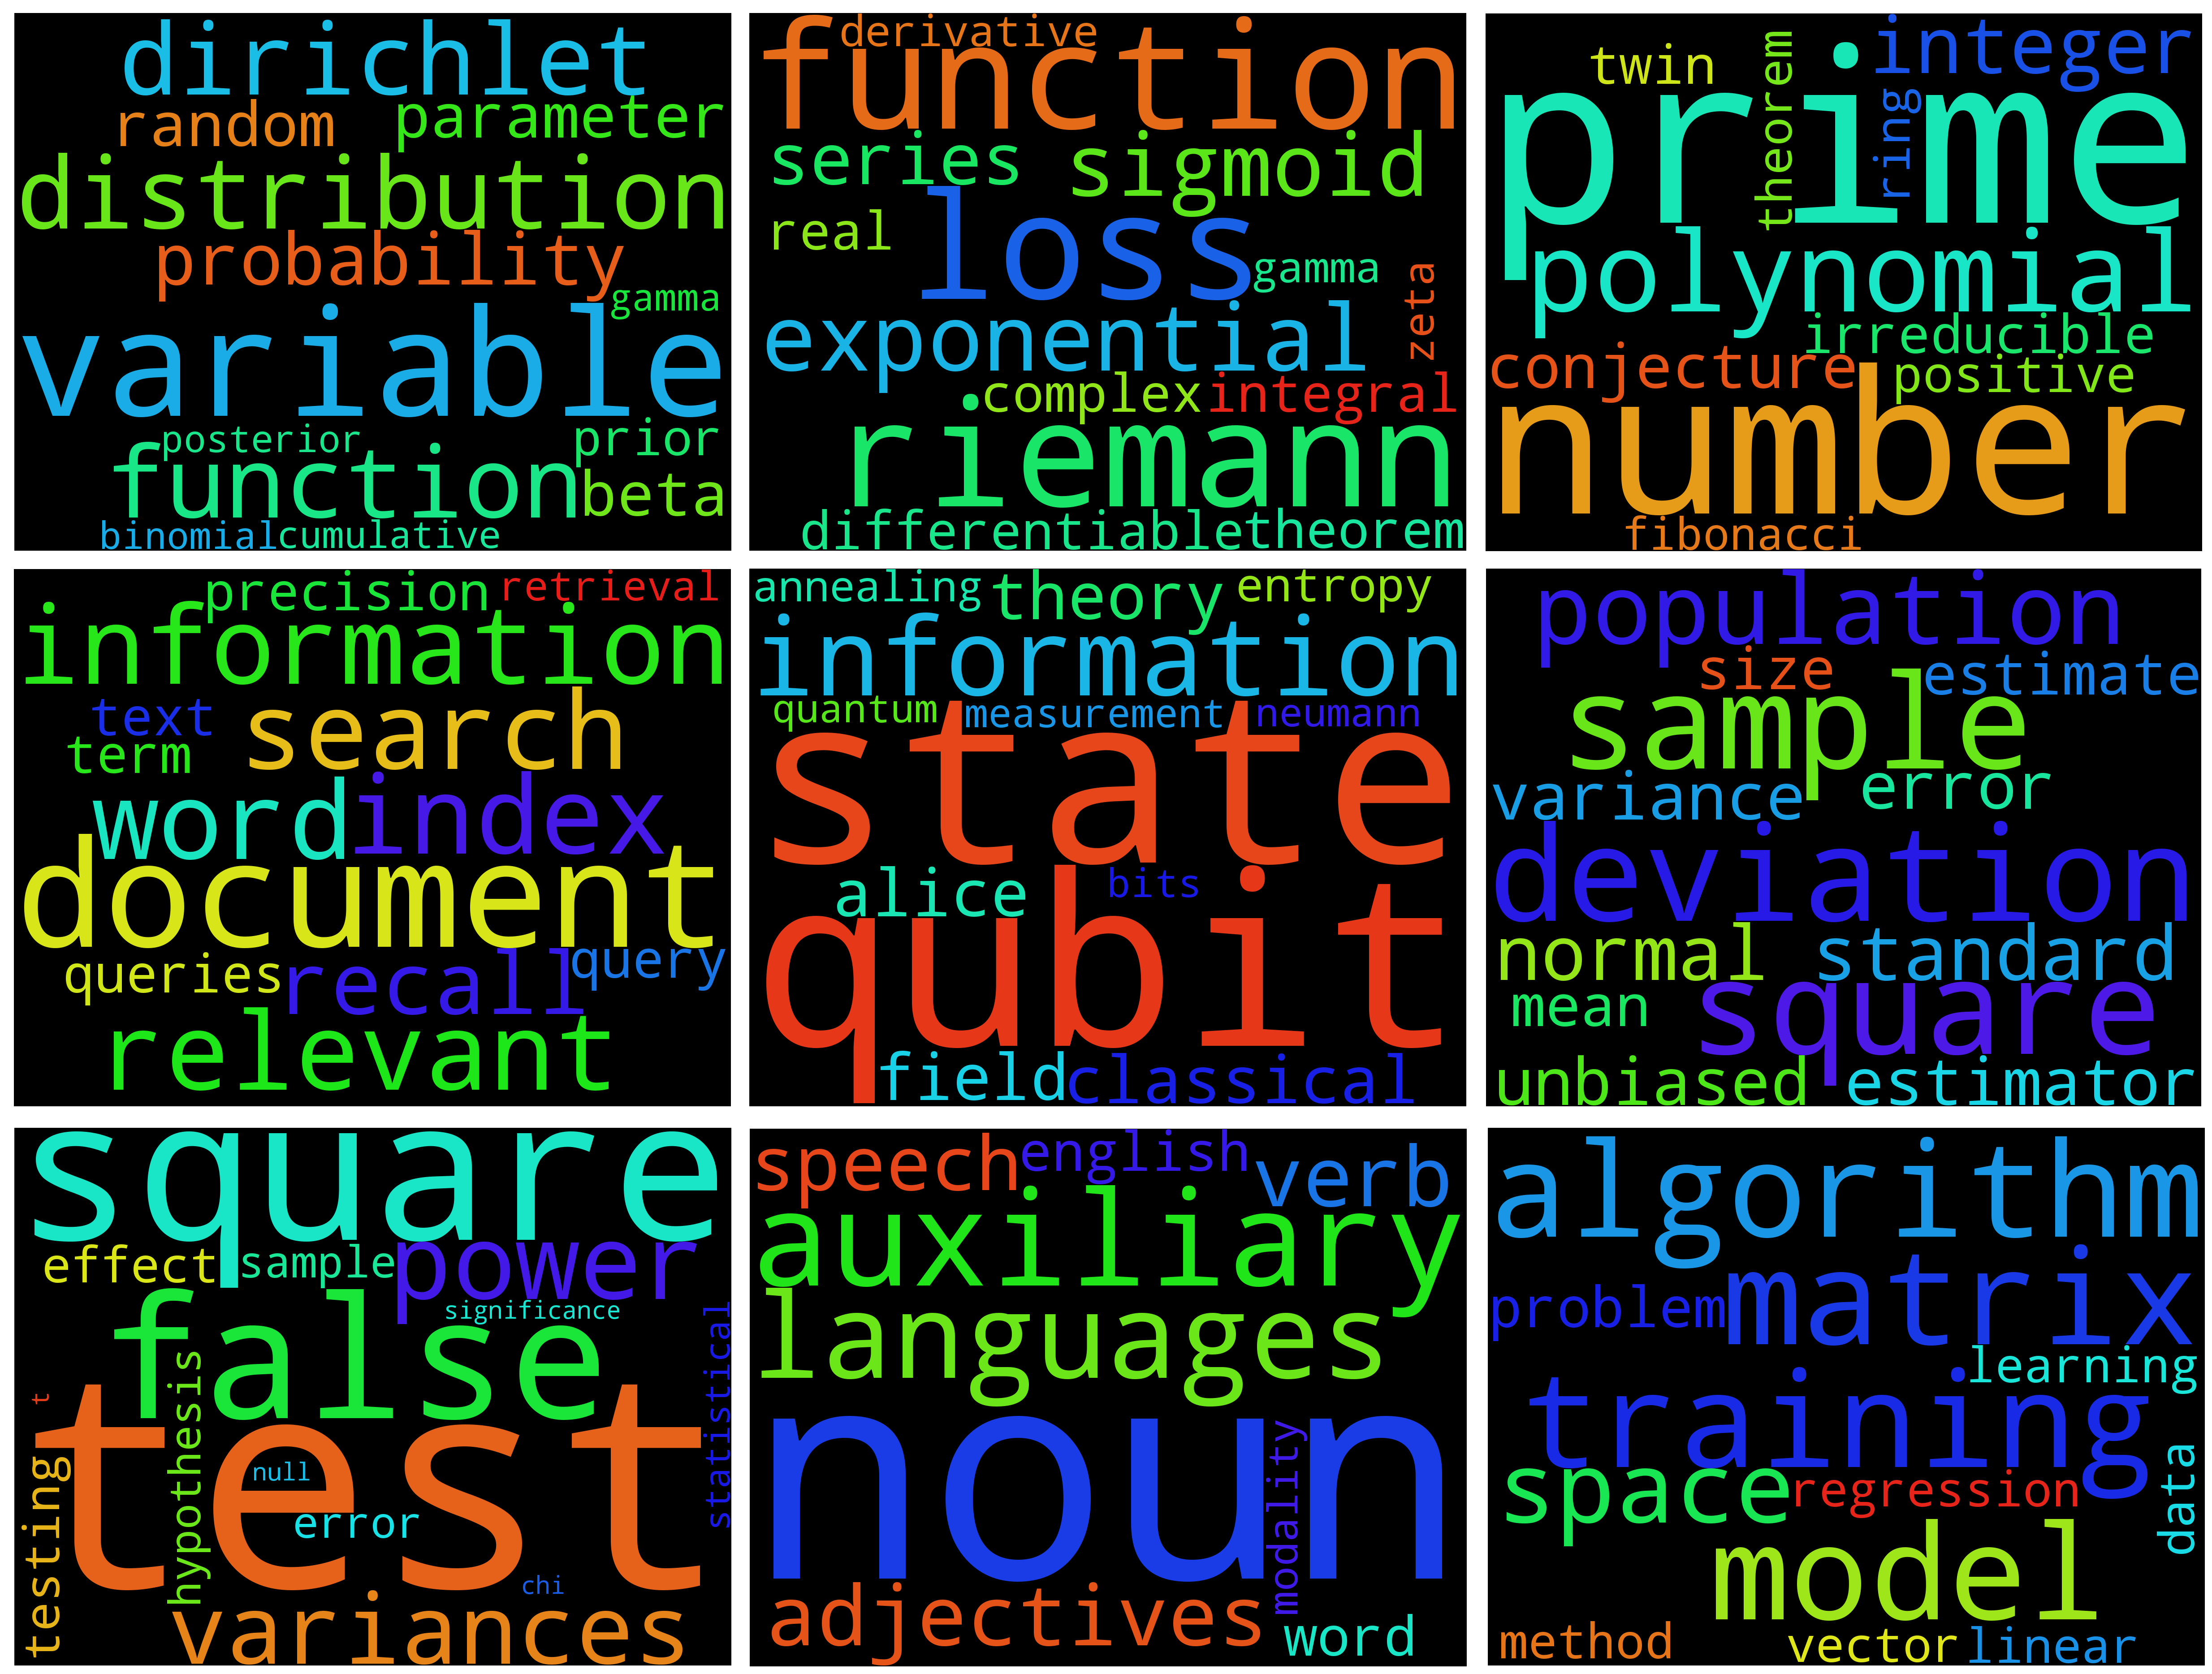 dirichlet
random
parameter
distribution
probability
gamma
variable
posterior
prior
function
beta
binomial
cumulative
derivative
function
series
sigmoid
real
loss
gamma
zeta
exponential
complex
integral
riemann
differentiable
theorem
twin
theorem
integer
ring
prime
polynomial
irreducible
conjecture
positive
number
fibonacci
precision
retrieval
information
text
search
term
word
index
document
queries
recall
query
relevant
annealing
theory
entropy
information
quantum
measurement
neumann
state
alice
bits
qubit
field
classical
population
size
estimate
sample
variance
error
deviation
normal
standard
mean
square
unbiased
estimator
square
effect
sample
power
significance
false
statistical
t
hypothesis
testing
test
null
error
chi
variances
speech
english
verb
auxiliary
languages
noun
modality
adjectives
word
algorithm
problem
matrix
learning
training
space
regression
data
model
method
vector
linear